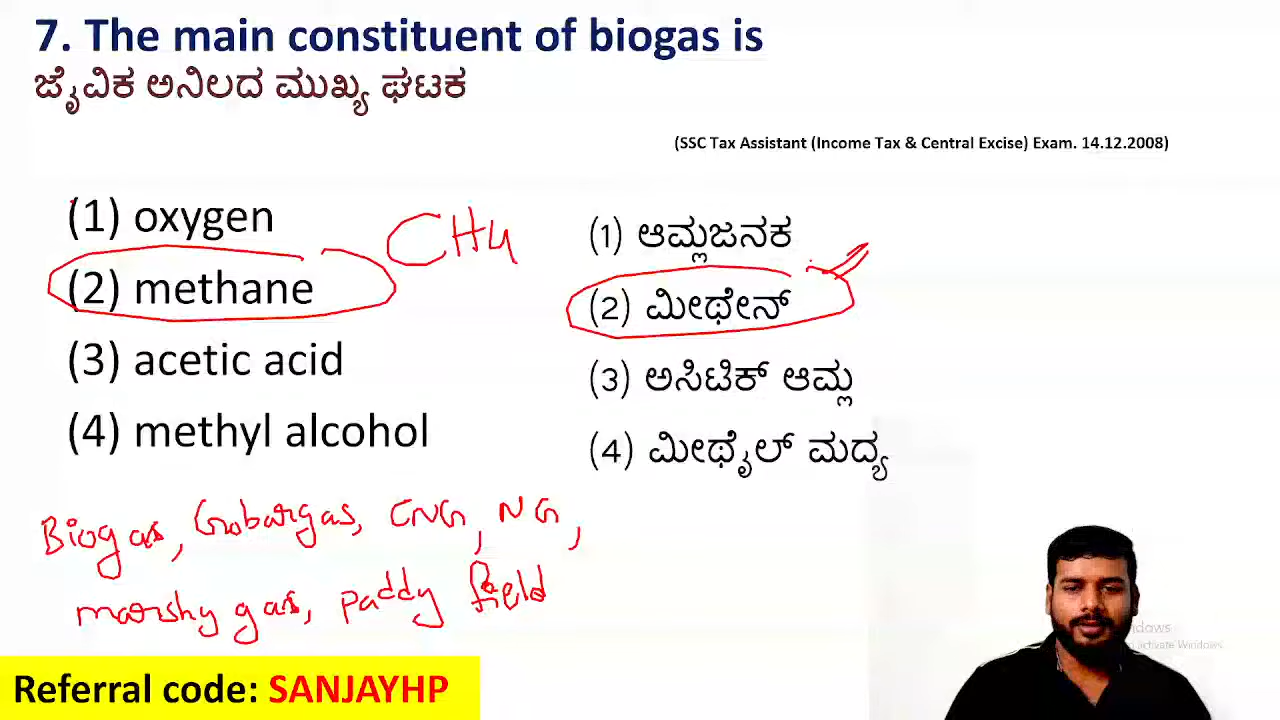 7. The main constituent of biogas is
ಜೈವಿಕ ಅನಿಲದ ಮುಖ್ಯ ಘಟಕ
(SSC Tax Assistant (Income Tax & Central Excise) Exam. 14.12.2008)
(1) oxygen
(2) methane
(3) acetic acid
(4) methyl alcohol
CH4
(1) ಆಮ್ಲಜನಕ
(2) ಮೀಥೇನ್
(3) ಅಸಿಟಿಕ್ ಆಮ್ಲ
(4) ಮೀಥೈಲ್ ಮದ್ಯ
Biogas, Gobargas, CNG, NG,
marshy gas, paddy field
Referral code: SANJAYHP
activate Windows